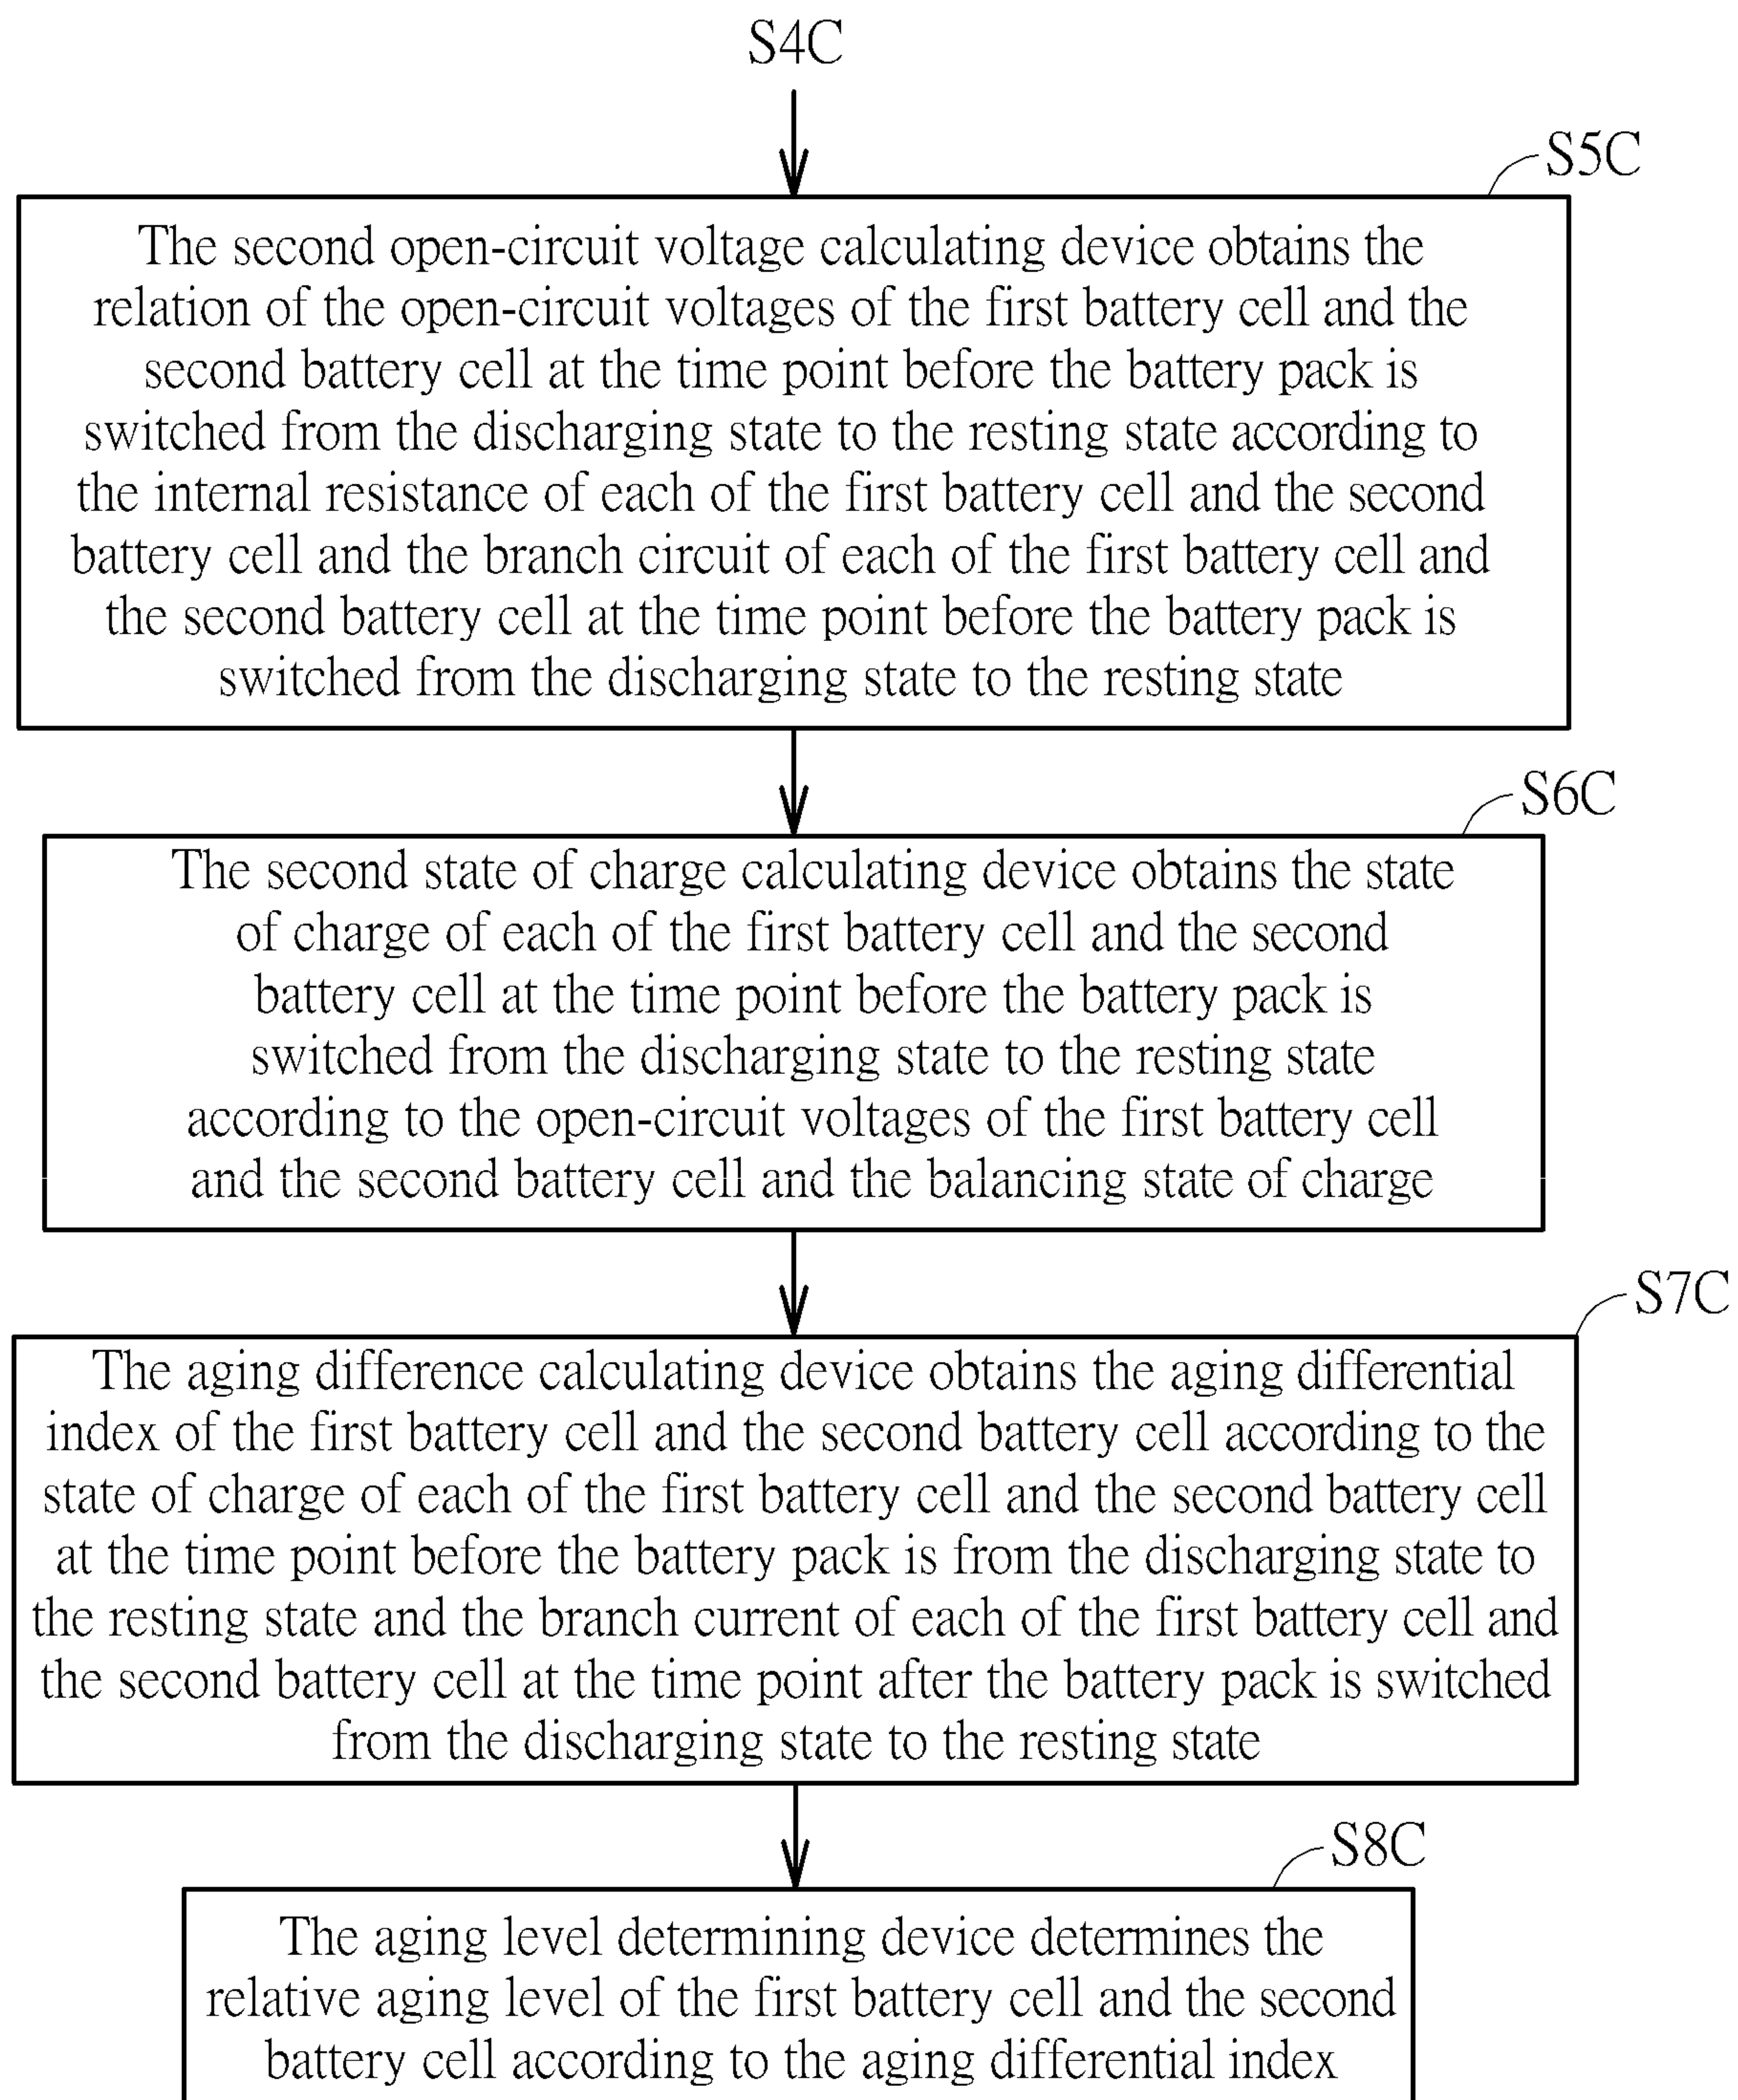 S4C
S5C
The second open-circuit voltage calculating device obtains the
relation of the open-circuit voltages of the first battery cell and the
second battery cell at the time point before the battery pack is
switched from the discharging state to the resting state according to
the internal resistance of each of the first battery cell and the second
battery cell and the branch circuit of each of the first battery cell and
the second battery cell at the time point before the battery pack is
switched from the discharging state to the resting state
S6C
The second state of charge calculating device obtains the state
of charge of each of the first battery cell and the second
battery cell at the time point before the battery pack is
switched from the discharging state to the resting state
according to the open-circuit voltages of the first battery cell
and the second battery cell and the balancing state of charge
S7C
The aging difference calculating device obtains the aging differential
index of the first battery cell and the second battery cell according to the
state of charge of each of the first battery cell and the second battery cell
at the time point before the battery pack is from the discharging state to
the resting state and the branch current of each of the first battery cell and
the second battery cell at the time point after the battery pack is switched
from the discharging state to the resting state
S8C
The aging level determining device determines the
relative aging level of the first battery cell and the second
battery cell according to the aging differential index